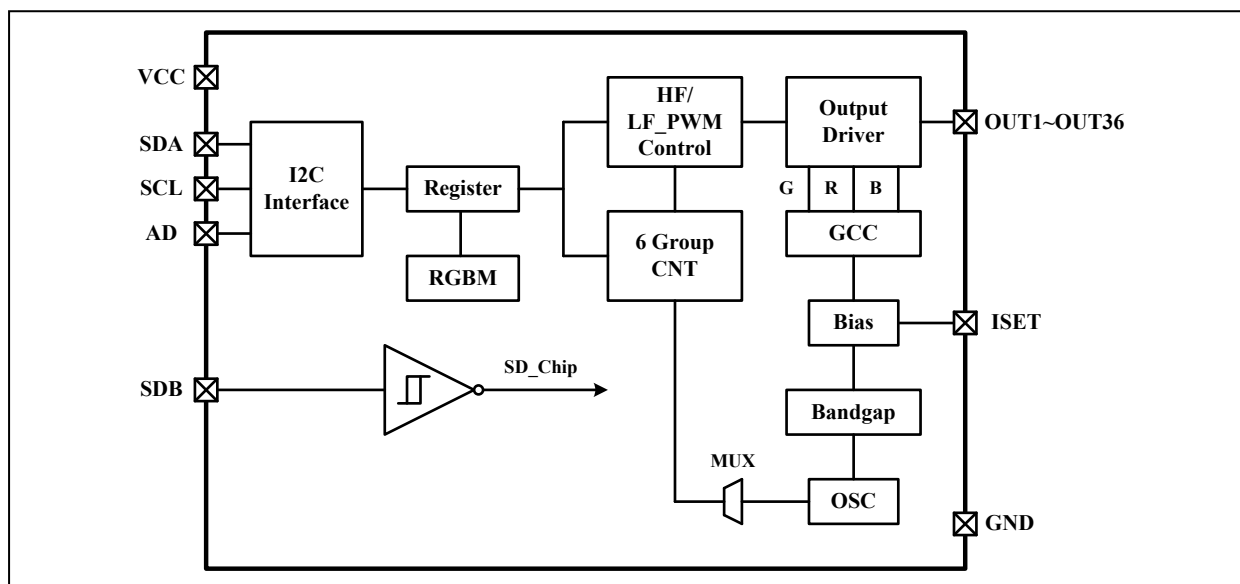 VCC
SDA
SCL
AD
SDB
I2C
Interface
Register
RGBM
SD_Chip
HF/
LF_PWM
Control
6 Group
CNT
MUX
Output
Driver
G R B
GCC
Bias
Bandgap
OSC
OUT1~OUT36
ISET
GND